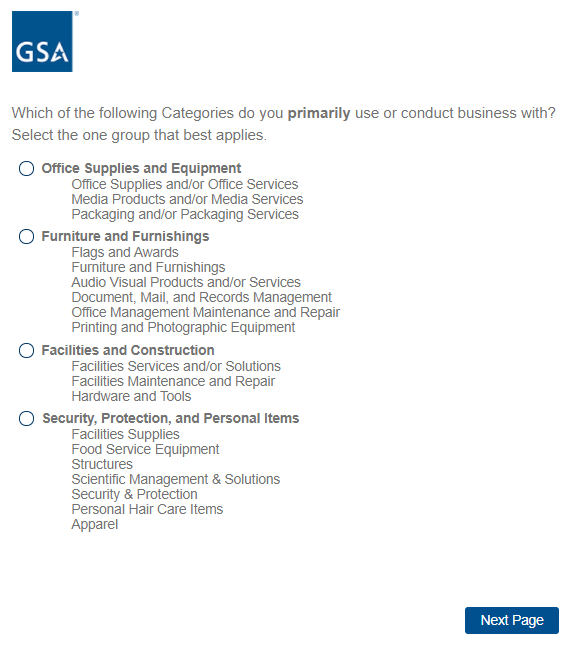 GSA
Which of the following Categories do you primarily use or conduct business with?
Select the one group that best applies.
Office Supplies and Equipment
Office Supplies and/or Office Services
Media Products and/or Media Services
Packaging and/or Packaging Services
Furniture and Furnishings
Flags and Awards
Furniture and Furnishings
Audio Visual Products and/or Services
Document, Mail, and Records Management
Office Management Maintenance and Repair
Printing and Photographic Equipment
Facilities and Construction
Facilities Services and/or Solutions
Facilities Maintenance and Repair
Hardware and Tools
Security, Protection, and Personal Items
Facilities Supplies
Food Service Equipment
Structures
Scientific Management & Solutions
Security & Protection
Personal Hair Care Items
Apparel
Next Page